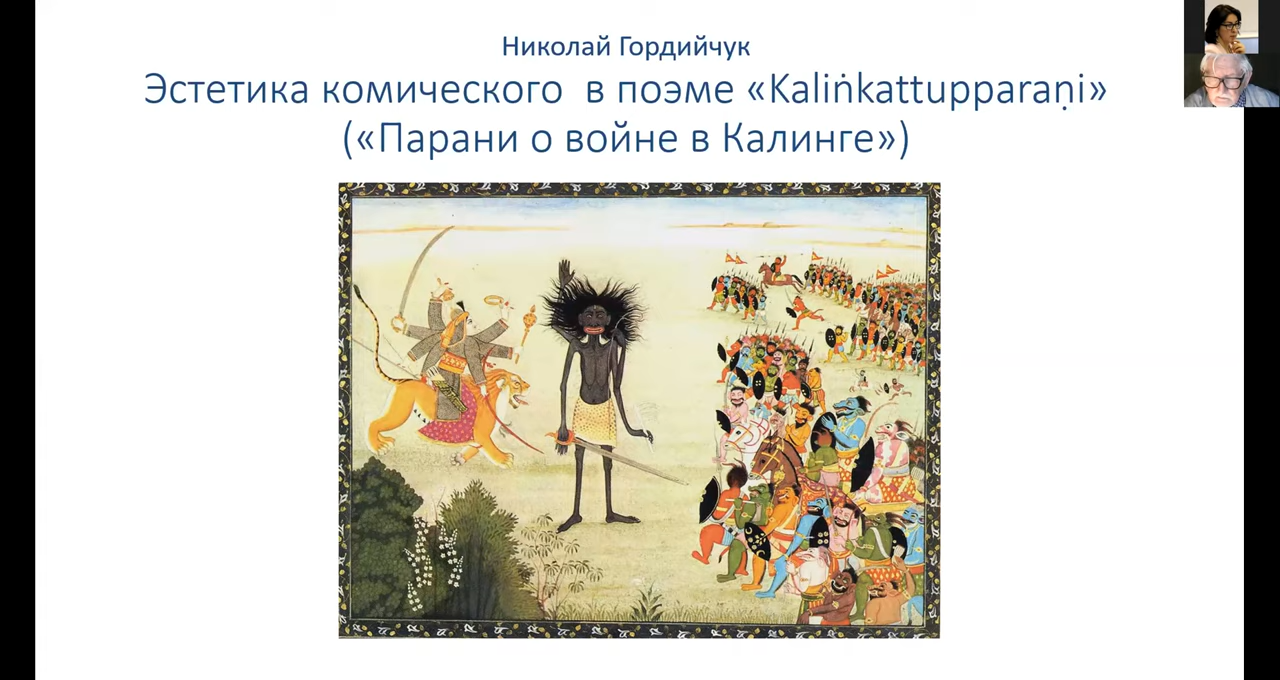 Николай Гордийчук
Эстетика комического в поэме «Kaliṅkattupparaṇi»
(«Парани о войне в Калинге»)